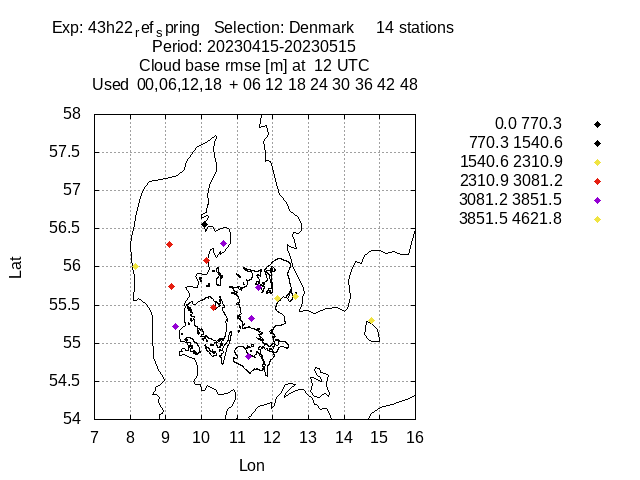 Exp: 43h22refspring Selection: Denmark 14 stations
Period: 20230415-20230515
Cloud base rmse [m] at 12 UTC
Used 00,06,12,18 + 06 12 18 24 30 36 42 48
0.0 770.3
770.3 1540.6
1540.6 2310.9
2310.9 3081.2
3081.2 3851.5
3851.5 4621.8
58
57.5
57
56.5
56
55.5
55
54.5
54
Lat
7 8 9 10 11 12 13 14 15 16
Lon